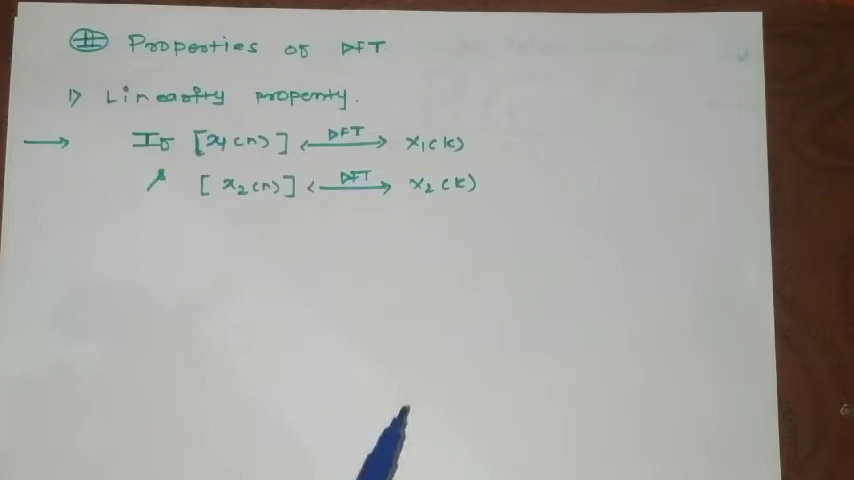 Properties of DFT
1) Linearity property.
→ If [x1(n)] ⟷DFT x1(k)
& [x2(n)] ⟷DFT x2(k)